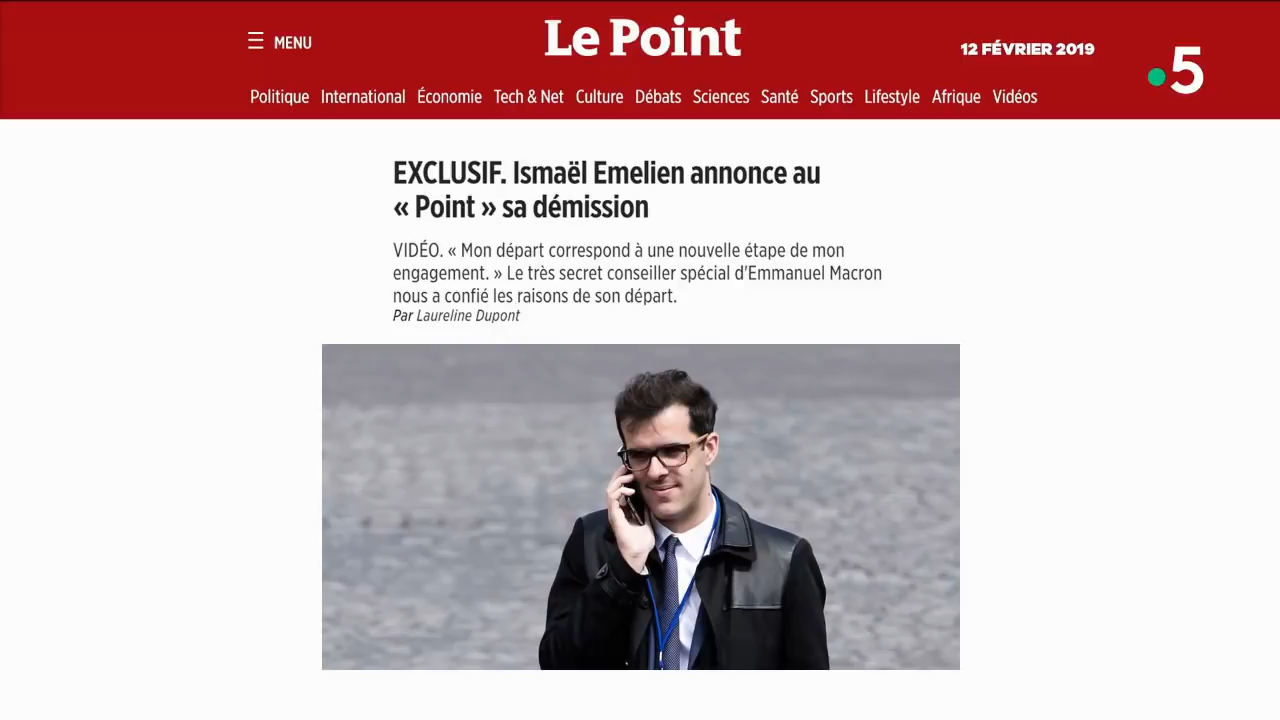 MENU
Le Point
12 FÉVRIER 2019
5
Politique International Économie Tech & Net Culture Débats Sciences Santé Sports Lifestyle Afrique Vidéos
EXCLUSIF. Ismaël Emelien annonce au
« Point » sa démission
VIDÉO. « Mon départ correspond à une nouvelle étape de mon
engagement. » Le très secret conseiller spécial d'Emmanuel Macron
nous a confié les raisons de son départ.
Par Laureline Dupont